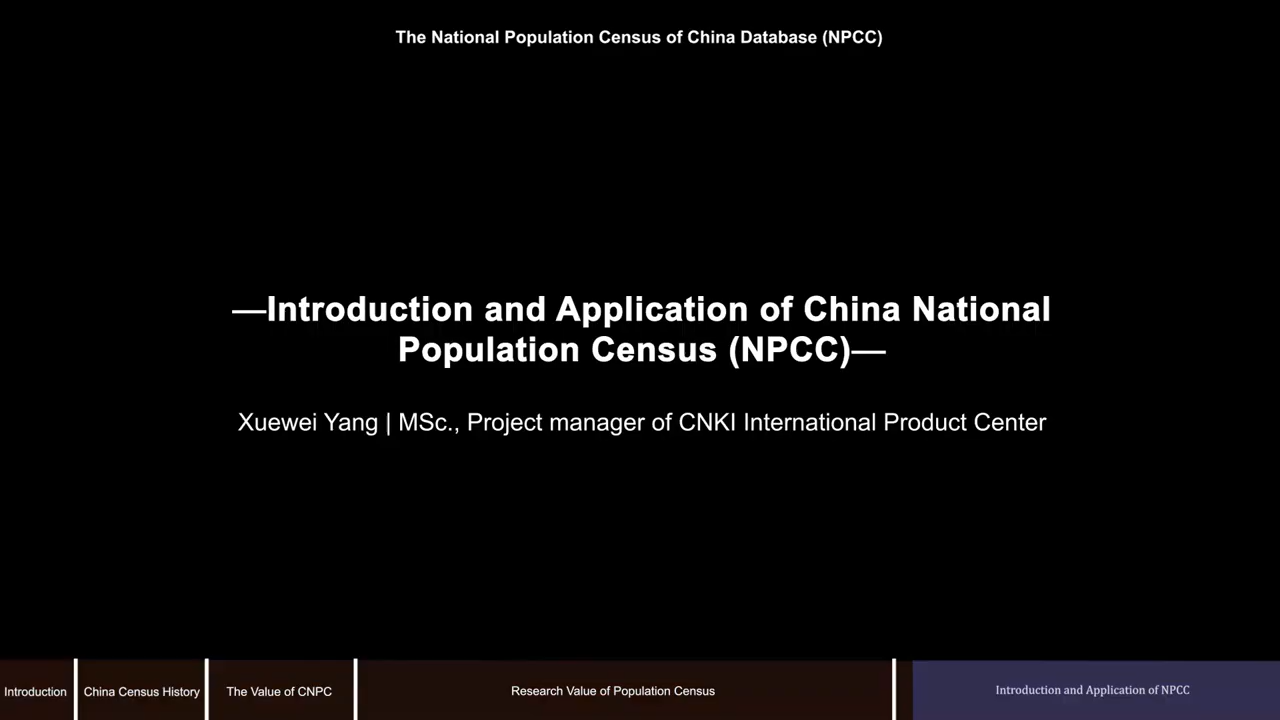 The National Population Census of China Database (NPCC)
—Introduction and Application of China National
Population Census (NPCC)—
Xuewei Yang | MSc., Project manager of CNKI International Product Center
Introduction
China Census History
The Value of CNPC
Research Value of Population Census
Introduction and Application of NPCC